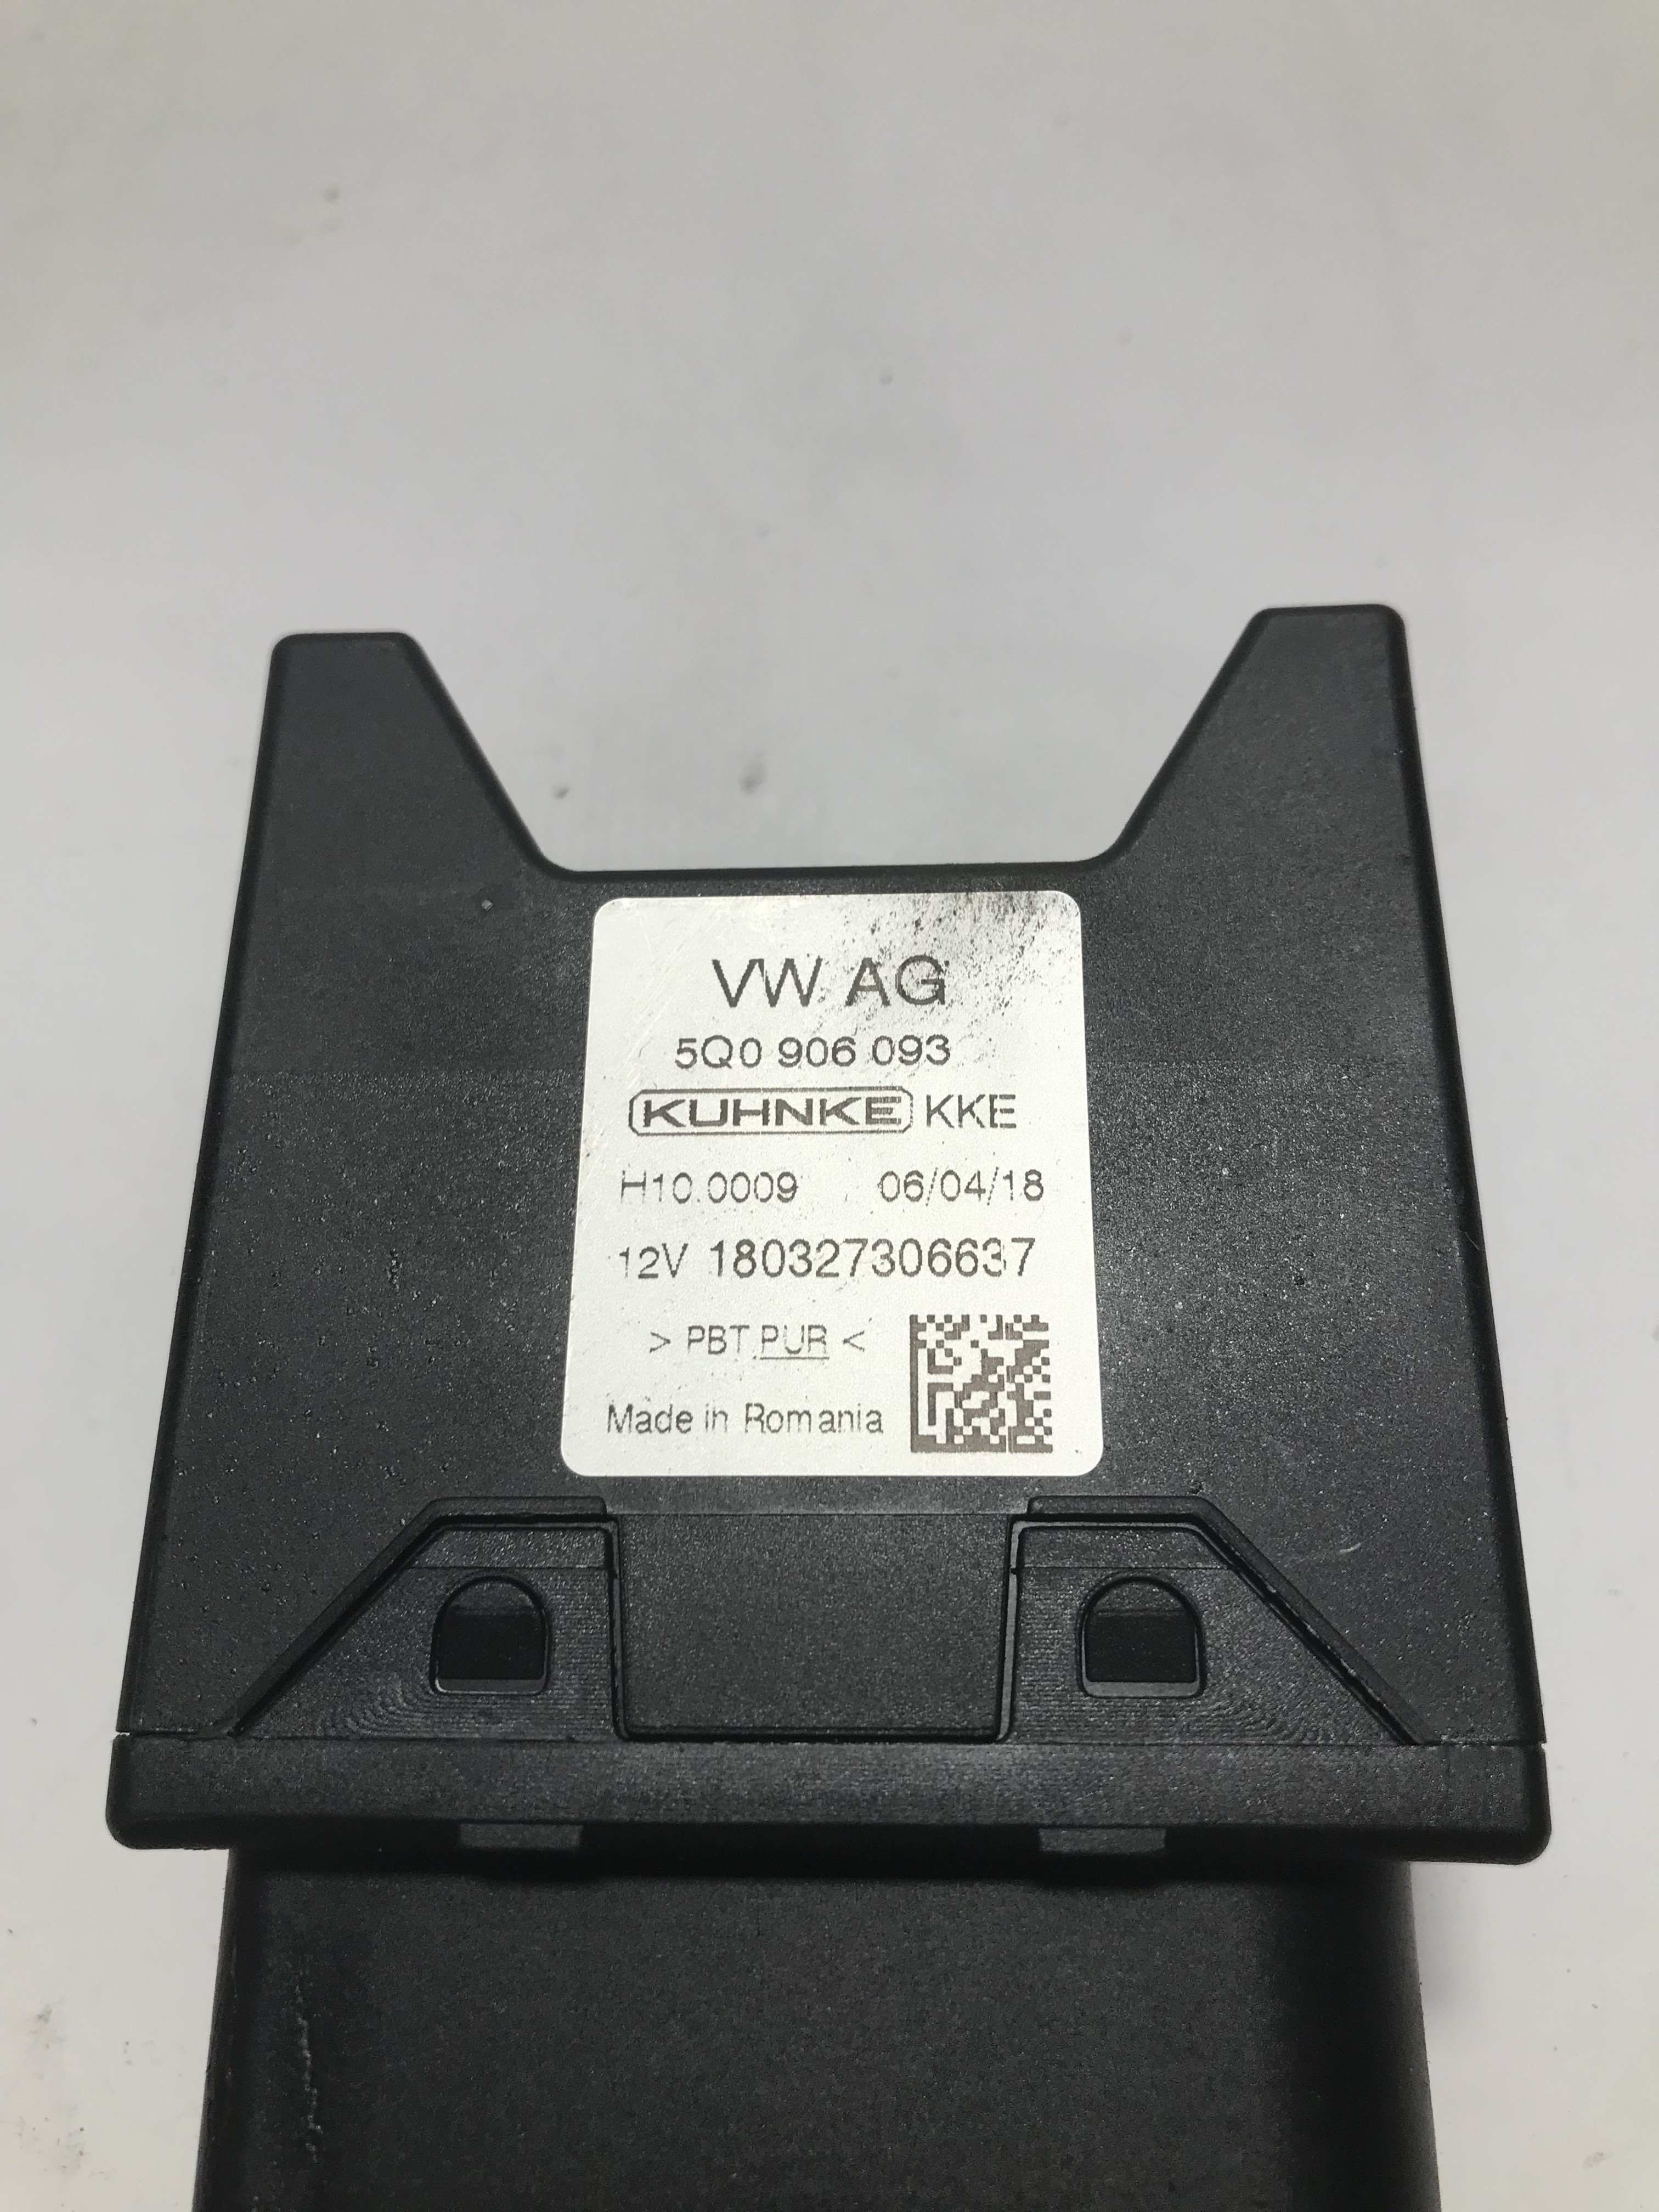 VW AG
5Q0 906 093
KUHNKE KKE
H10.0009 06/04/18
12V 180327306637
> PBT PUR <
Made in Romania